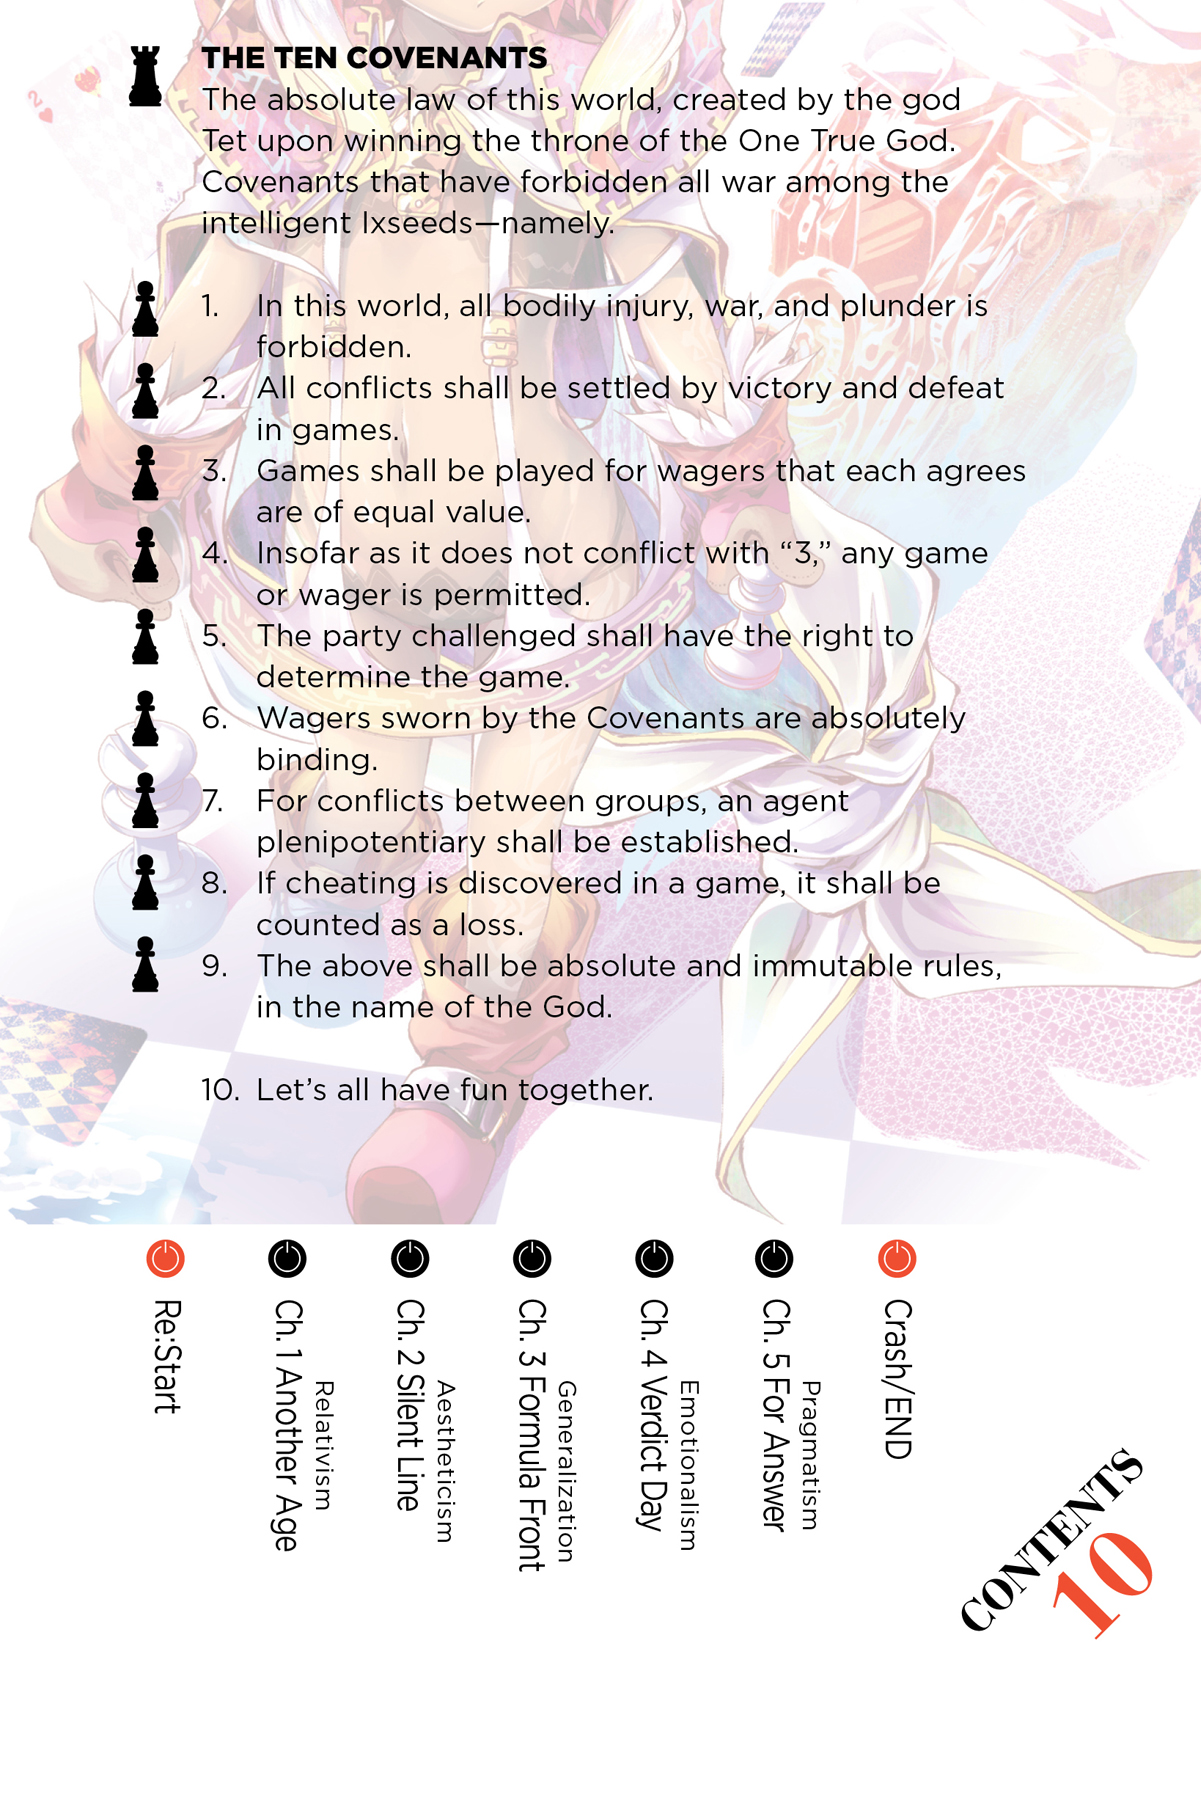 THE TEN COVENANTS
The absolute law of this world, created by the god
Tet upon winning the throne of the One True God.
Covenants that have forbidden all war among the
intelligent Ixseeds—namely.
1. In this world, all bodily injury, war, and plunder is
forbidden.
2. All conflicts shall be settled by victory and defeat
in games.
3. Games shall be played for wagers that each agrees
are of equal value.
4. Insofar as it does not conflict with “3,” any game
or wager is permitted.
5. The party challenged shall have the right to
determine the game.
6. Wagers sworn by the Covenants are absolutely
binding.
7. For conflicts between groups, an agent
plenipotentiary shall be established.
8. If cheating is discovered in a game, it shall be
counted as a loss.
9. The above shall be absolute and immutable rules,
in the name of the God.
10. Let’s all have fun together.
Re:Start
Ch. 1 Another Age
Relativism
Ch. 2 Silent Line
Aestheticism
Ch. 3 Formula Front
Generalization
Ch. 4 Verdict Day
Emotionalism
Ch. 5 For Answer
Pragmatism
Crash/END
CONTENTS
10
2